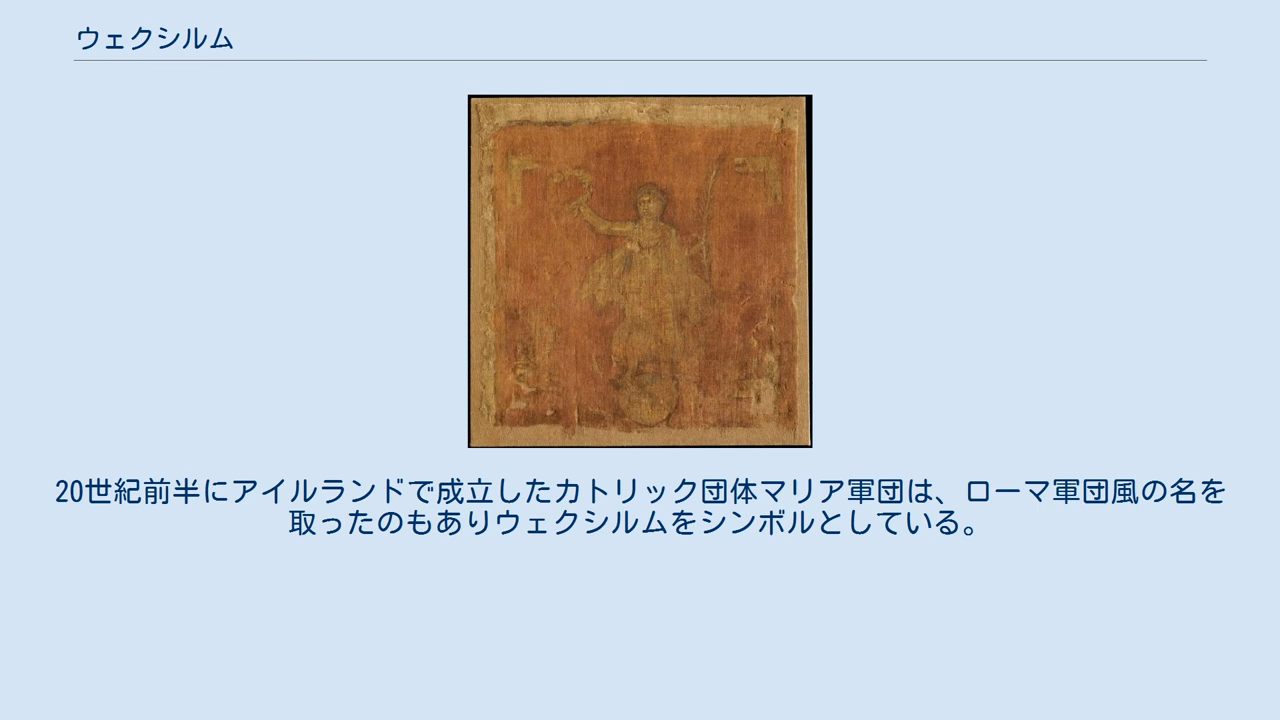 ウェクシルム
20世紀前半にアイルランドで成立したカトリック団体マリア軍団は、ローマ軍団風の名を
取ったのもありウェクシルムをシンボルとしている。